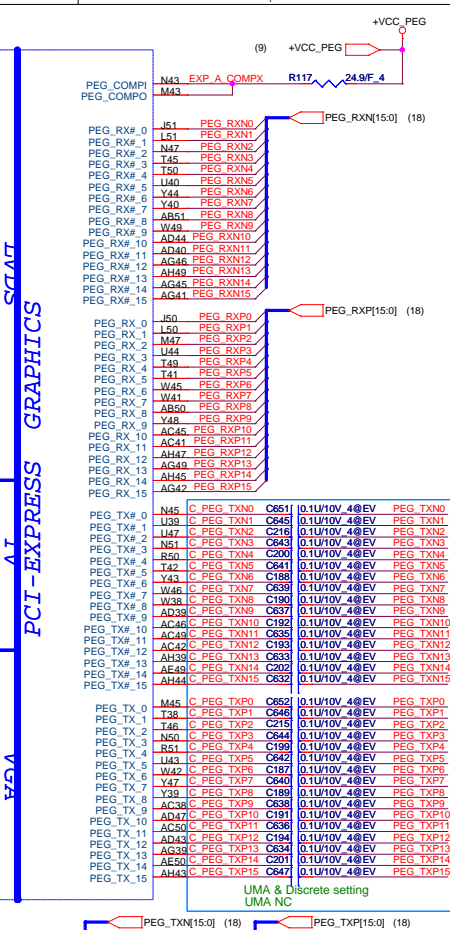 +VCC_PEG
(9) +VCC_PEG
PEG_COMPI N43 EXP_A_COMPX R117 24.9/F_4
PEG_COMPO M43
PEG_RXN[15:0] (18)
PEG_RX#_0 J51 PEG_RXN0
PEG_RX#_1 L51 PEG_RXN1
PEG_RX#_2 N47 PEG_RXN2
PEG_RX#_3 T45 PEG_RXN3
PEG_RX#_4 T50 PEG_RXN4
PEG_RX#_5 U40 PEG_RXN5
PEG_RX#_6 Y44 PEG_RXN6
PEG_RX#_7 Y40 PEG_RXN7
PEG_RX#_8 AB51 PEG_RXN8
PEG_RX#_9 W49 PEG_RXN9
PEG_RX#_10 AD44 PEG_RXN10
PEG_RX#_11 AD40 PEG_RXN11
PEG_RX#_12 AG46 PEG_RXN12
PEG_RX#_13 AH49 PEG_RXN13
PEG_RX#_14 AG45 PEG_RXN14
PEG_RX#_15 AG41 PEG_RXN15
LVDS
PCI-EXPRESS GRAPHICS
VGA
PEG_RXP[15:0] (18)
PEG_RX_0 J50 PEG_RXP0
PEG_RX_1 L50 PEG_RXP1
PEG_RX_2 M47 PEG_RXP2
PEG_RX_3 U44 PEG_RXP3
PEG_RX_4 T49 PEG_RXP4
PEG_RX_5 T41 PEG_RXP5
PEG_RX_6 W45 PEG_RXP6
PEG_RX_7 W41 PEG_RXP7
PEG_RX_8 AB50 PEG_RXP8
PEG_RX_9 Y48 PEG_RXP9
PEG_RX_10 AC45 PEG_RXP10
PEG_RX_11 AC41 PEG_RXP11
PEG_RX_12 AH47 PEG_RXP12
PEG_RX_13 AG49 PEG_RXP13
PEG_RX_14 AH45 PEG_RXP14
PEG_RX_15 AG42 PEG_RXP15
PEG_TX#_0 N45 C_PEG_TXN0 C651 0.1U/10V_4@EV PEG_TXN0
PEG_TX#_1 U39 C_PEG_TXN1 C645 0.1U/10V_4@EV PEG_TXN1
PEG_TX#_2 U47 C_PEG_TXN2 C216 0.1U/10V_4@EV PEG_TXN2
PEG_TX#_3 N51 C_PEG_TXN3 C643 0.1U/10V_4@EV PEG_TXN3
PEG_TX#_4 R50 C_PEG_TXN4 C200 0.1U/10V_4@EV PEG_TXN4
PEG_TX#_5 T42 C_PEG_TXN5 C641 0.1U/10V_4@EV PEG_TXN5
PEG_TX#_6 Y43 C_PEG_TXN6 C188 0.1U/10V_4@EV PEG_TXN6
PEG_TX#_7 W46 C_PEG_TXN7 C639 0.1U/10V_4@EV PEG_TXN7
PEG_TX#_8 W38 C_PEG_TXN8 C190 0.1U/10V_4@EV PEG_TXN8
PEG_TX#_9 AD39 C_PEG_TXN9 C637 0.1U/10V_4@EV PEG_TXN9
PEG_TX#_10 AC46 C_PEG_TXN10 C192 0.1U/10V_4@EV PEG_TXN10
PEG_TX#_11 AC49 C_PEG_TXN11 C635 0.1U/10V_4@EV PEG_TXN11
PEG_TX#_12 AC42 C_PEG_TXN12 C193 0.1U/10V_4@EV PEG_TXN12
PEG_TX#_13 AH39 C_PEG_TXN13 C633 0.1U/10V_4@EV PEG_TXN13
PEG_TX#_14 AE49 C_PEG_TXN14 C202 0.1U/10V_4@EV PEG_TXN14
PEG_TX#_15 AH44 C_PEG_TXN15 C632 0.1U/10V_4@EV PEG_TXN15
PEG_TX_0 M45 C_PEG_TXP0 C652 0.1U/10V_4@EV PEG_TXP0
PEG_TX_1 T38 C_PEG_TXP1 C646 0.1U/10V_4@EV PEG_TXP1
PEG_TX_2 T46 C_PEG_TXP2 C215 0.1U/10V_4@EV PEG_TXP2
PEG_TX_3 N50 C_PEG_TXP3 C644 0.1U/10V_4@EV PEG_TXP3
PEG_TX_4 R51 C_PEG_TXP4 C199 0.1U/10V_4@EV PEG_TXP4
PEG_TX_5 U43 C_PEG_TXP5 C642 0.1U/10V_4@EV PEG_TXP5
PEG_TX_6 W42 C_PEG_TXP6 C187 0.1U/10V_4@EV PEG_TXP6
PEG_TX_7 Y47 C_PEG_TXP7 C640 0.1U/10V_4@EV PEG_TXP7
PEG_TX_8 Y39 C_PEG_TXP8 C189 0.1U/10V_4@EV PEG_TXP8
PEG_TX_9 AC38 C_PEG_TXP9 C638 0.1U/10V_4@EV PEG_TXP9
PEG_TX_10 AD47 C_PEG_TXP10 C191 0.1U/10V_4@EV PEG_TXP10
PEG_TX_11 AC50 C_PEG_TXP11 C636 0.1U/10V_4@EV PEG_TXP11
PEG_TX_12 AD43 C_PEG_TXP12 C194 0.1U/10V_4@EV PEG_TXP12
PEG_TX_13 AG39 C_PEG_TXP13 C634 0.1U/10V_4@EV PEG_TXP13
PEG_TX_14 AE50 C_PEG_TXP14 C201 0.1U/10V_4@EV PEG_TXP14
PEG_TX_15 AH43 C_PEG_TXP15 C647 0.1U/10V_4@EV PEG_TXP15
UMA & Discrete setting
UMA NC
PEG_TXN[15:0] (18) PEG_TXP[15:0] (18)